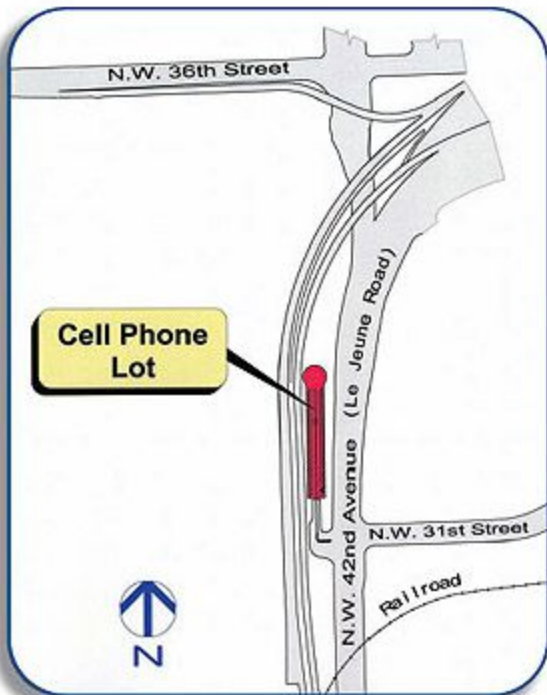 N.W. 36th Street
Cell Phone
Lot
N.W. 42nd Avenue (Le Jeune Road)
N.W. 31st Street
Railroad
N